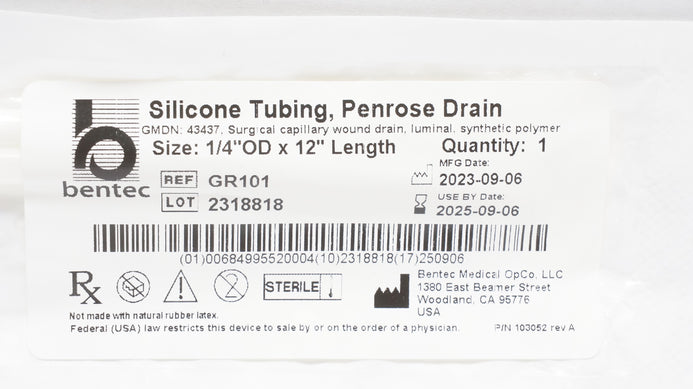 Silicone Tubing, Penrose Drain
GMDN: 43437, Surgical capillary wound drain, luminal, synthetic polymer
Size: 1/4"OD x 12" Length Quantity: 1
bentec
REF GR101
LOT 2318818
MFG Date:
2023-09-06
USE BY Date:
2025-09-06
(01)00684995520004(10)2318818(17)250906
Rx
2
STERILE
Bentec Medical OpCo. LLC
1380 East Beamer Street
Woodland, CA 95776
USA
Not made with natural rubber latex.
Federal (USA) law restricts this device to sale by or on the order of a physician.
P/N 103052 rev A